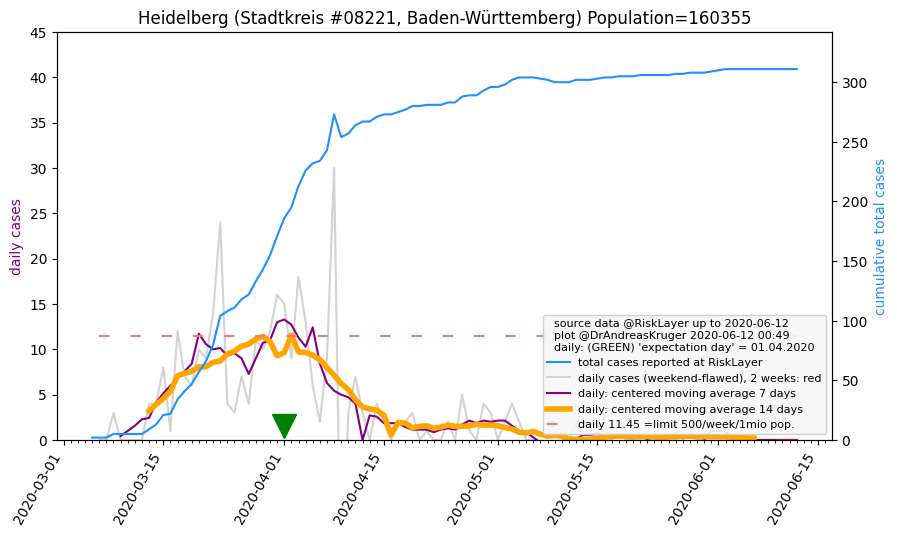 Heidelberg (Stadtkreis #08221, Baden-Württemberg) Population=160355
45
40
35
30
25
20
15
10
5
0
daily cases
300
250
200
150
100
50
0
cumulative total cases
source data @RiskLayer up to 2020-06-12
plot @DrAndreasKruger 2020-06-12 00:49
daily: (GREEN) 'expectation day' = 01.04.2020
total cases reported at RiskLayer
daily cases (weekend-flawed), 2 weeks: red
daily: centered moving average 7 days
daily: centered moving average 14 days
daily 11.45 =limit 500/week/1mio pop.
2020-03-01
2020-03-15
2020-04-01
2020-04-15
2020-05-01
2020-05-15
2020-06-01
2020-06-15